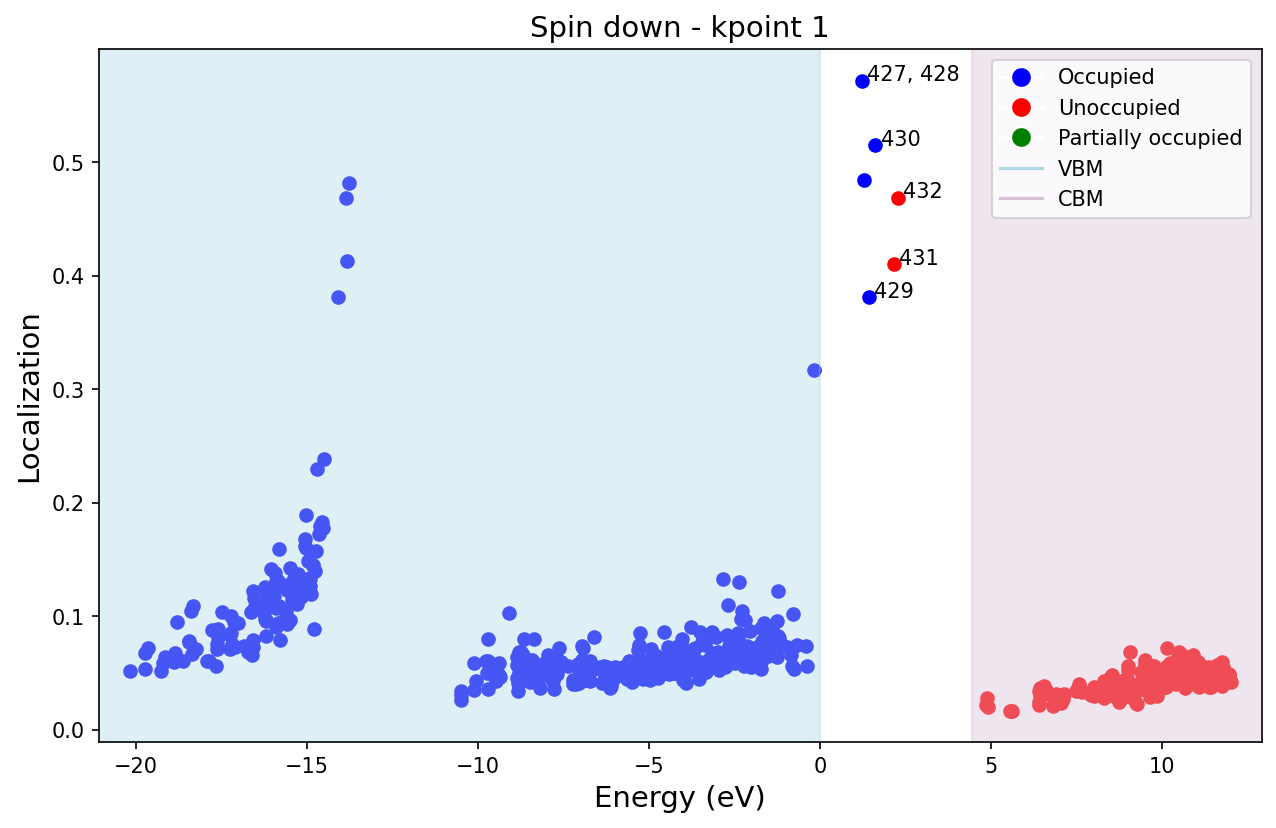 Spin down - kpoint 1
427, 428
430
432
431
429
Occupied
Unoccupied
Partially occupied
VBM
CBM
Localization
0.5
0.4
0.3
0.2
0.1
0.0
−20
−15
−10
−5
0
5
10
Energy (eV)